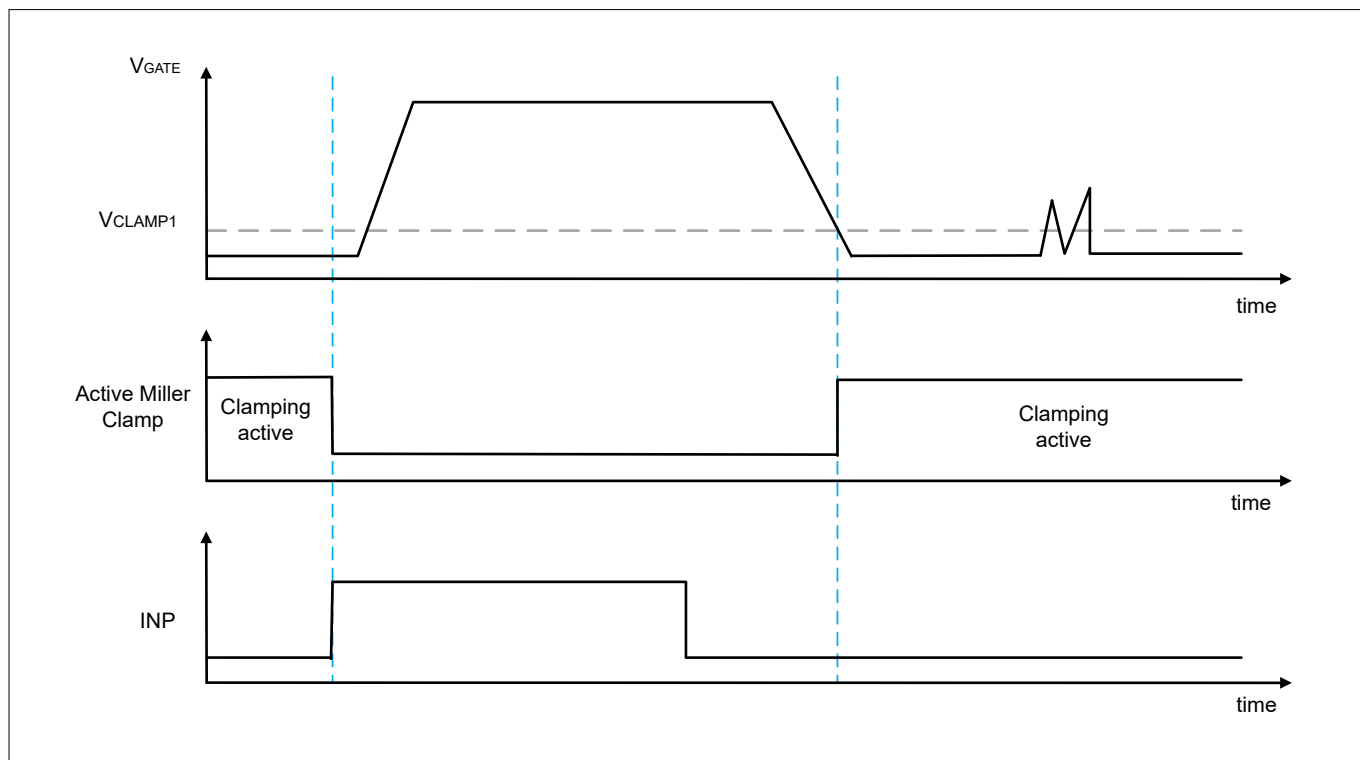 VGATE
VCLAMP1
time
Active Miller
Clamp
Clamping
active
Clamping
active
time
INP
time